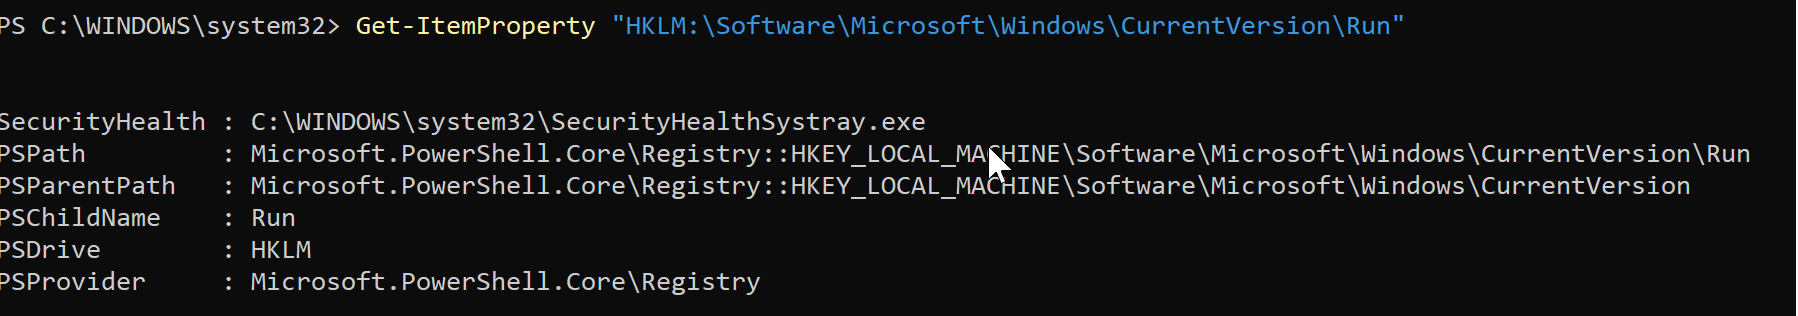 PS C:\WINDOWS\system32> Get-ItemProperty "HKLM:\Software\Microsoft\Windows\CurrentVersion\Run"
SecurityHealth : C:\WINDOWS\system32\SecurityHealthSystray.exe
PSPath : Microsoft.PowerShell.Core\Registry::HKEY_LOCAL_MACHINE\Software\Microsoft\Windows\CurrentVersion\Run
PSParentPath : Microsoft.PowerShell.Core\Registry::HKEY_LOCAL_MACHINE\Software\Microsoft\Windows\CurrentVersion
PSChildName : Run
PSDrive : HKLM
PSProvider : Microsoft.PowerShell.Core\Registry